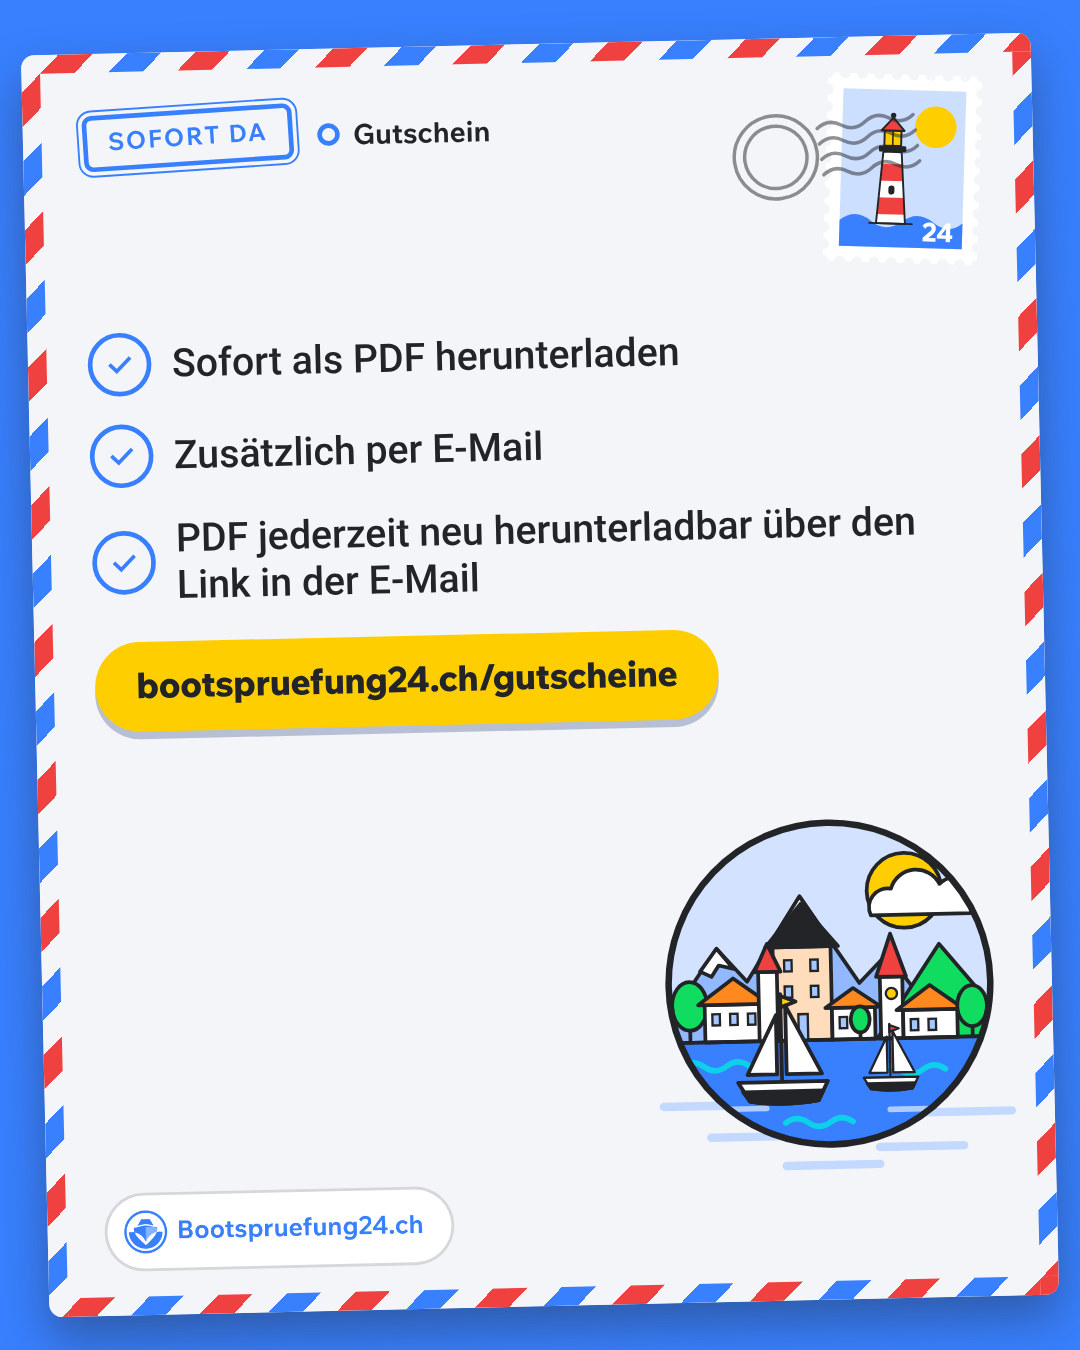 SOFORT DA
Gutschein
24
Sofort als PDF herunterladen
Zusätzlich per E-Mail
PDF jederzeit neu herunterladbar über den
Link in der E-Mail
bootspruefung24.ch/gutscheine
Bootspruefung24.ch